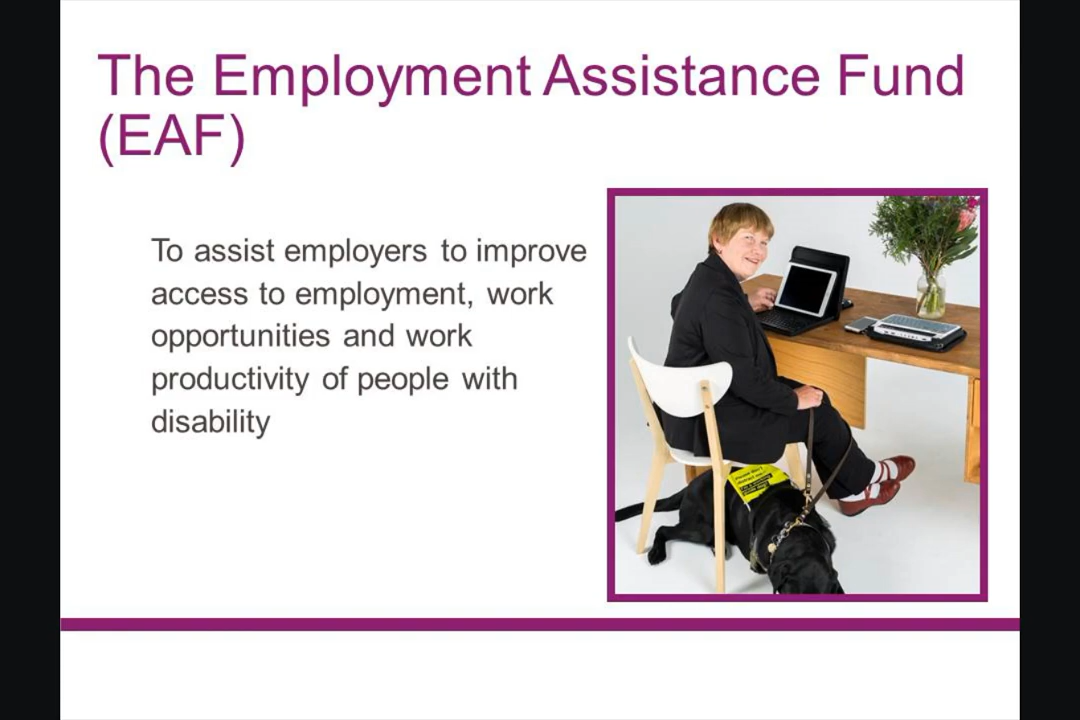 The Employment Assistance Fund
(EAF)
To assist employers to improve
access to employment, work
opportunities and work
productivity of people with
disability